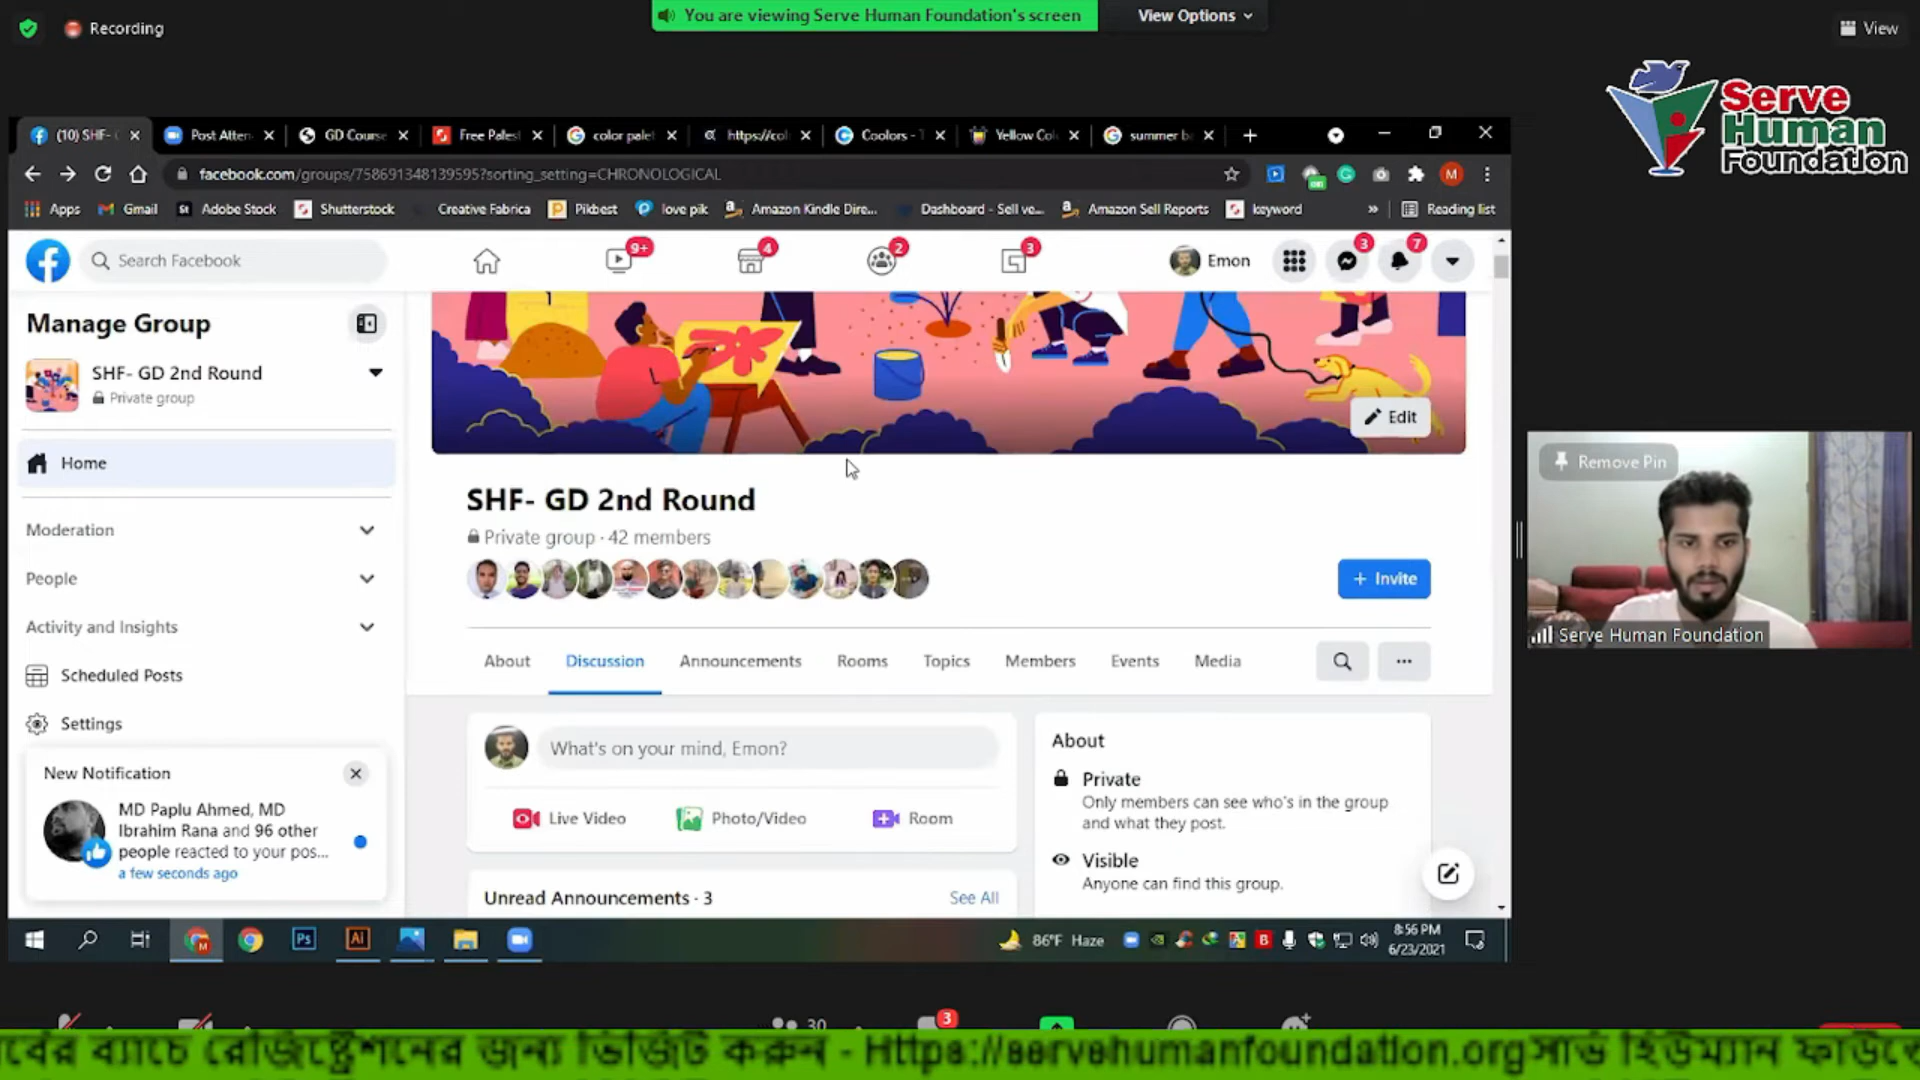 Recording
You are viewing Serve Human Foundation's screen
View Options
View
Serve
Human
Foundation
(10) SHF-
Post Atten
GD Course
Free Palest
color palet
https://col
Coolors - T
Yellow Col
summer b
facebook.com/groups/758691348139595?sorting_setting=CHRONOLOGICAL
M
Apps
Gmail
St
Adobe Stock
Shutterstock
Creative Fabrica
Pikbest
love pik
Amazon Kindle Dire...
Dashboard - Sell ve...
Amazon Sell Reports
keyword
»
Reading list
Search Facebook
9+
4
2
3
Emon
3
7
Manage Group
SHF- GD 2nd Round
Private group
Home
Moderation
People
Activity and Insights
Scheduled Posts
Settings
New Notification
MD Paplu Ahmed, MD
Ibrahim Rana and 96 other
people reacted to your pos...
a few seconds ago
Edit
SHF- GD 2nd Round
Private group · 42 members
+ Invite
About
Discussion
Announcements
Rooms
Topics
Members
Events
Media
What's on your mind, Emon?
Live Video
Photo/Video
Room
Unread Announcements · 3
See All
About
Private
Only members can see who's in the group
and what they post.
Visible
Anyone can find this group.
Remove Pin
Serve Human Foundation
Ps
Ai
86°F Haze
B
8:56 PM
6/23/2021
30
3
র্বের ব্যাচে রেজিষ্ট্রেশনের জন্য ভিজিট করুন - Https://servehumanfoundation.orgসার্ভ হিউম্যান ফাউন্ডে